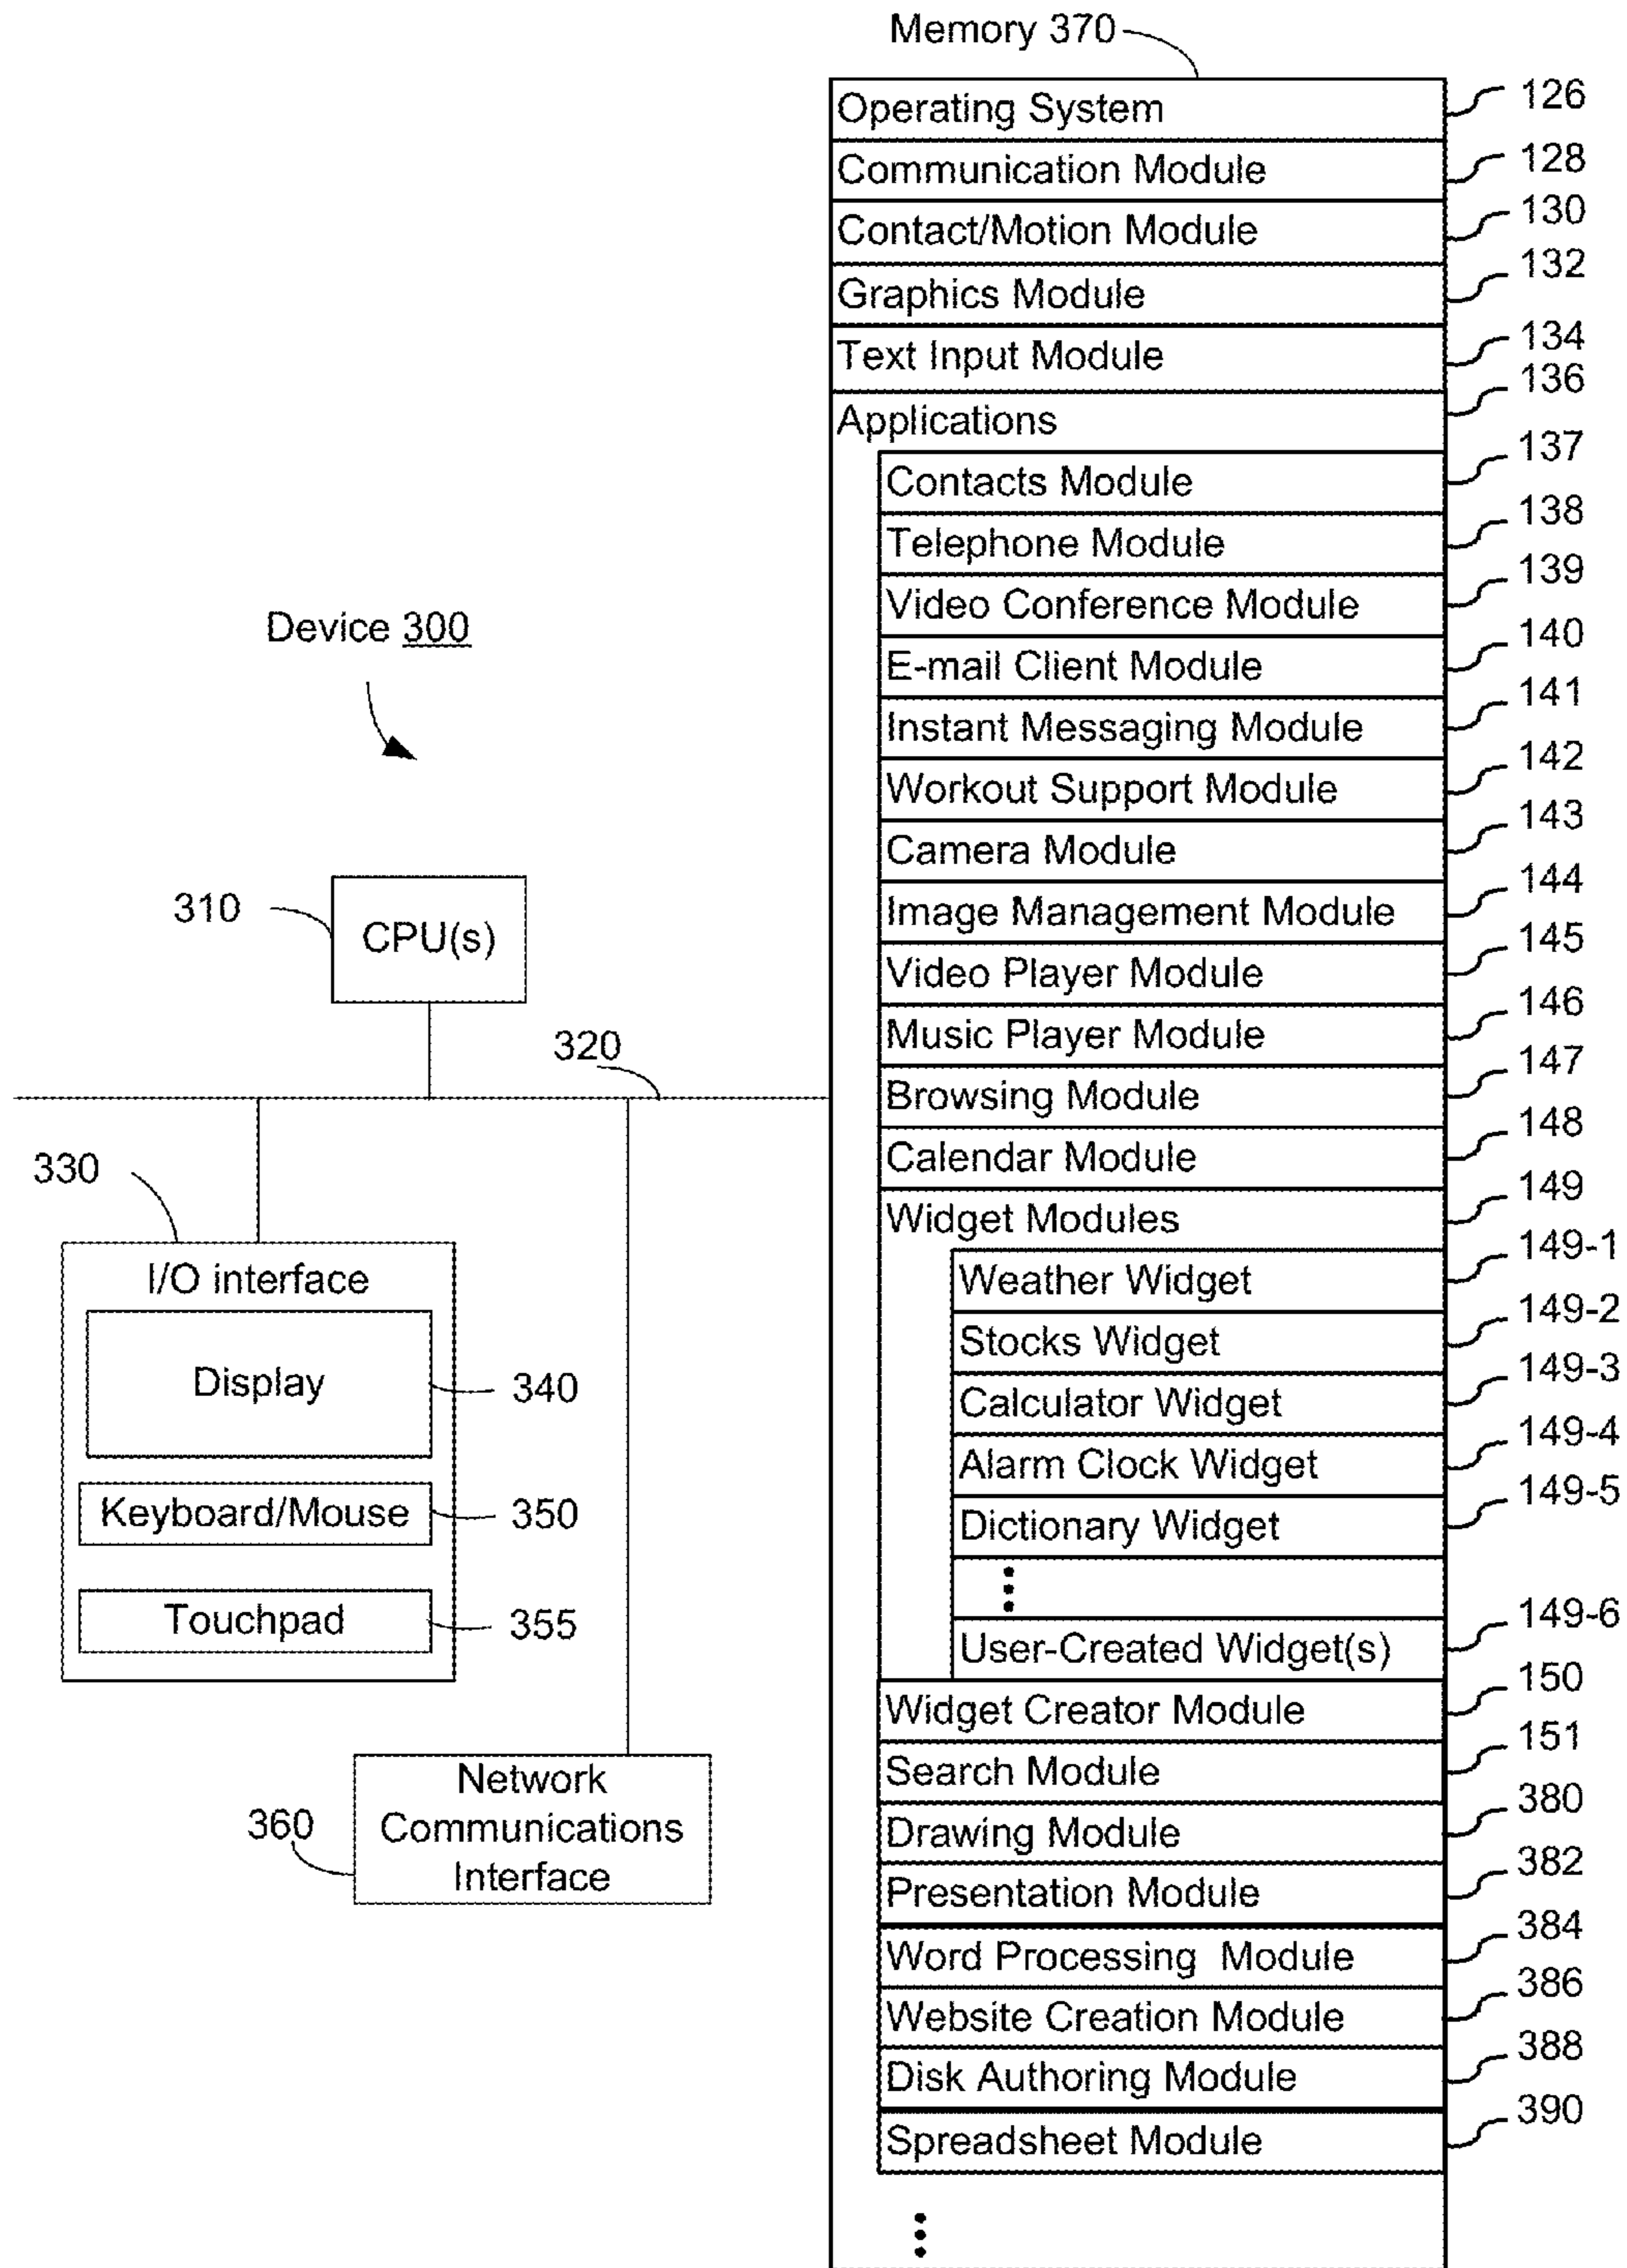 Memory 370
Operating System 126
Communication Module 128
Contact/Motion Module 130
Graphics Module 132
Text Input Module 134
Applications 136
Contacts Module 137
Telephone Module 138
Video Conference Module 139
E-mail Client Module 140
Instant Messaging Module 141
Workout Support Module 142
Camera Module 143
Image Management Module 144
Video Player Module 145
Music Player Module 146
Browsing Module 147
Calendar Module 148
Widget Modules 149
Weather Widget 149-1
Stocks Widget 149-2
Calculator Widget 149-3
Alarm Clock Widget 149-4
Dictionary Widget 149-5
User-Created Widget(s) 149-6
Widget Creator Module 150
Search Module 151
Drawing Module 380
Presentation Module 382
Word Processing Module 384
Website Creation Module 386
Disk Authoring Module 388
Spreadsheet Module 390
Device 300
310 CPU(s)
320
330
I/O interface
Display 340
Keyboard/Mouse 350
Touchpad 355
360
Network
Communications
Interface